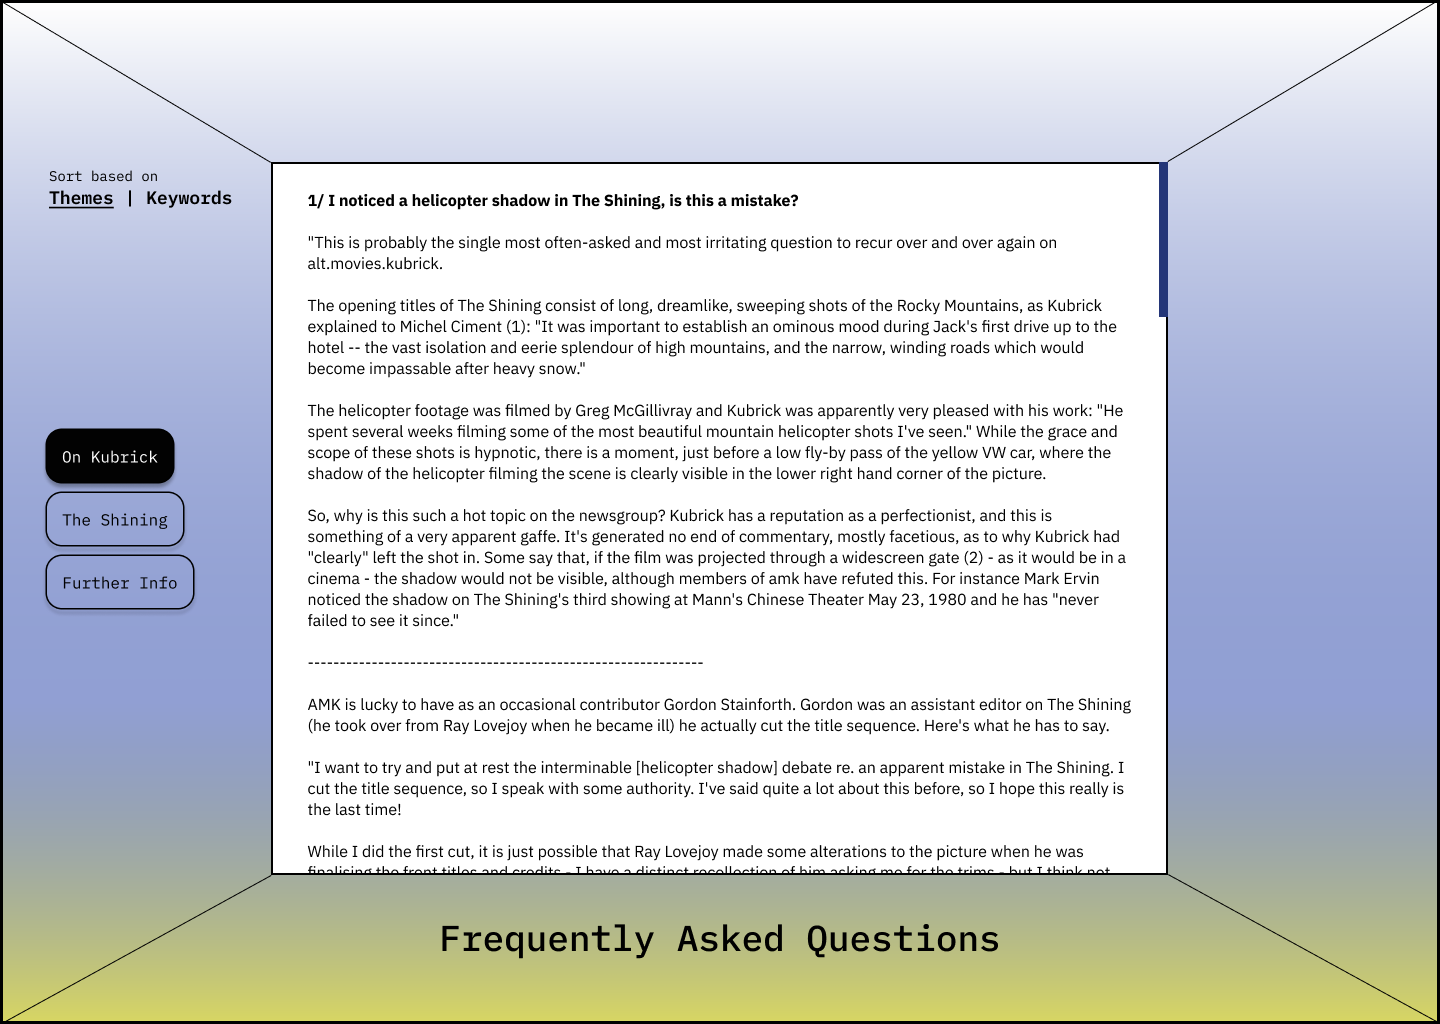 Sort based on
Themes | Keywords
On Kubrick
The Shining
Further Info
1/ I noticed a helicopter shadow in The Shining, is this a mistake?
"This is probably the single most often-asked and most irritating question to recur over and over again on
alt.movies.kubrick.
The opening titles of The Shining consist of long, dreamlike, sweeping shots of the Rocky Mountains, as Kubrick
explained to Michel Ciment (1): "It was important to establish an ominous mood during Jack's first drive up to the
hotel -- the vast isolation and eerie splendour of high mountains, and the narrow, winding roads which would
become impassable after heavy snow."
The helicopter footage was filmed by Greg McGillivray and Kubrick was apparently very pleased with his work: "He
spent several weeks filming some of the most beautiful mountain helicopter shots I've seen." While the grace and
scope of these shots is hypnotic, there is a moment, just before a low fly-by pass of the yellow VW car, where the
shadow of the helicopter filming the scene is clearly visible in the lower right hand corner of the picture.
So, why is this such a hot topic on the newsgroup? Kubrick has a reputation as a perfectionist, and this is
something of a very apparent gaffe. It's generated no end of commentary, mostly facetious, as to why Kubrick had
"clearly" left the shot in. Some say that, if the film was projected through a widescreen gate (2) - as it would be in a
cinema - the shadow would not be visible, although members of amk have refuted this. For instance Mark Ervin
noticed the shadow on The Shining's third showing at Mann's Chinese Theater May 23, 1980 and he has "never
failed to see it since."
--------------------------------------------------------------
AMK is lucky to have as an occasional contributor Gordon Stainforth. Gordon was an assistant editor on The Shining
(he took over from Ray Lovejoy when he became ill) he actually cut the title sequence. Here's what he has to say.
"I want to try and put at rest the interminable [helicopter shadow] debate re. an apparent mistake in The Shining. I
cut the title sequence, so I speak with some authority. I've said quite a lot about this before, so I hope this really is
the last time!
While I did the first cut, it is just possible that Ray Lovejoy made some alterations to the picture when he was
finalising the front titles and credits - I have a distinct recollection of him asking me for the trims - but I think not
Frequently Asked Questions